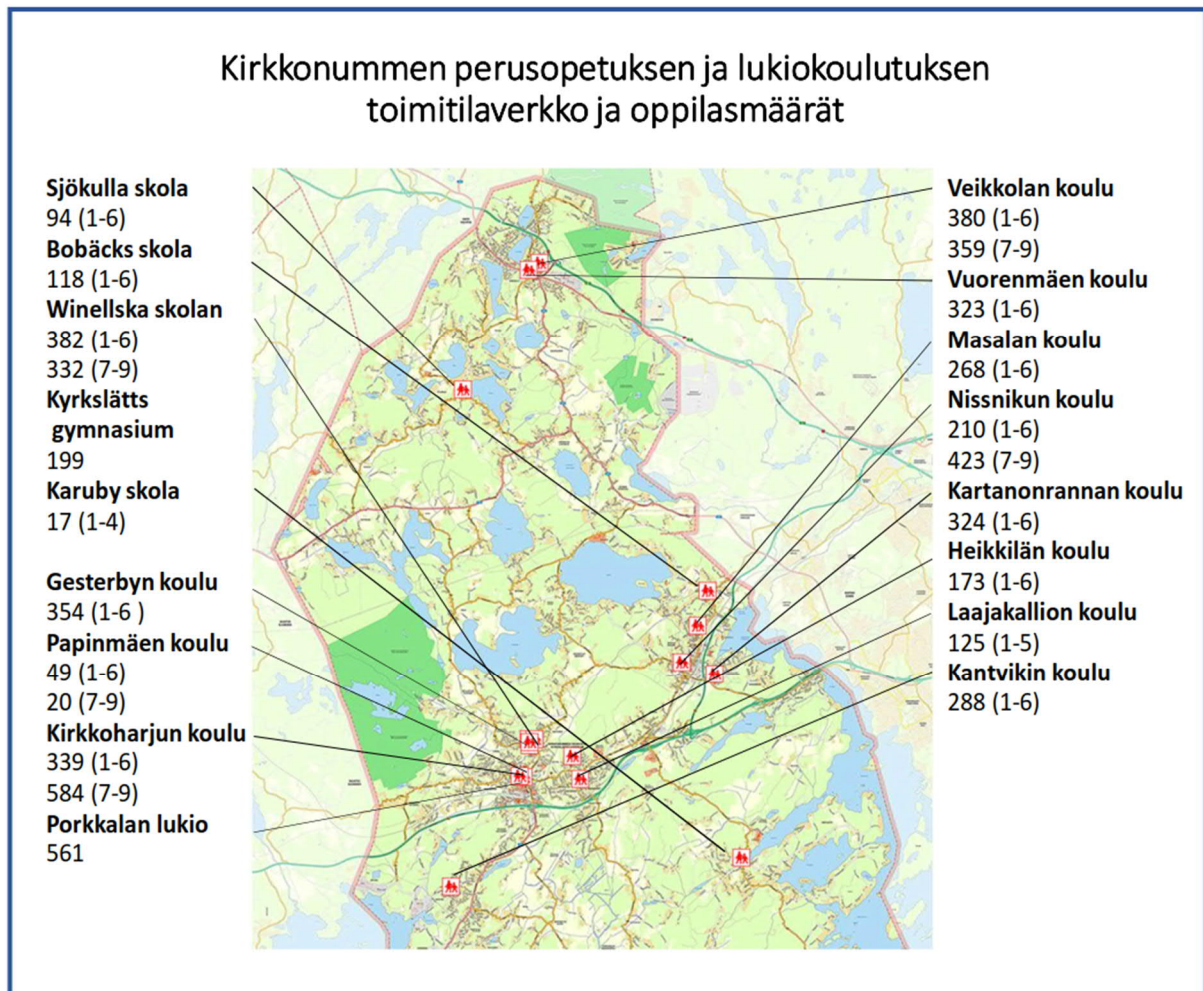 Kirkkonummen perusopetuksen ja lukiokoulutuksen
toimitilaverkko ja oppilasmäärät
Sjökulla skola
94 (1-6)
Bobäcks skola
118 (1-6)
Winellska skolan
382 (1-6)
332 (7-9)
Kyrkslätts
gymnasium
199
Karuby skola
17 (1-4)
Gesterbyn koulu
354 (1-6 )
Papinmäen koulu
49 (1-6)
20 (7-9)
Kirkkoharjun koulu
339 (1-6)
584 (7-9)
Porkkalan lukio
561
Veikkolan koulu
380 (1-6)
359 (7-9)
Vuorenmäen koulu
323 (1-6)
Masalan koulu
268 (1-6)
Nissnikun koulu
210 (1-6)
423 (7-9)
Kartanonrannan koulu
324 (1-6)
Heikkilän koulu
173 (1-6)
Laajakallion koulu
125 (1-5)
Kantvikin koulu
288 (1-6)